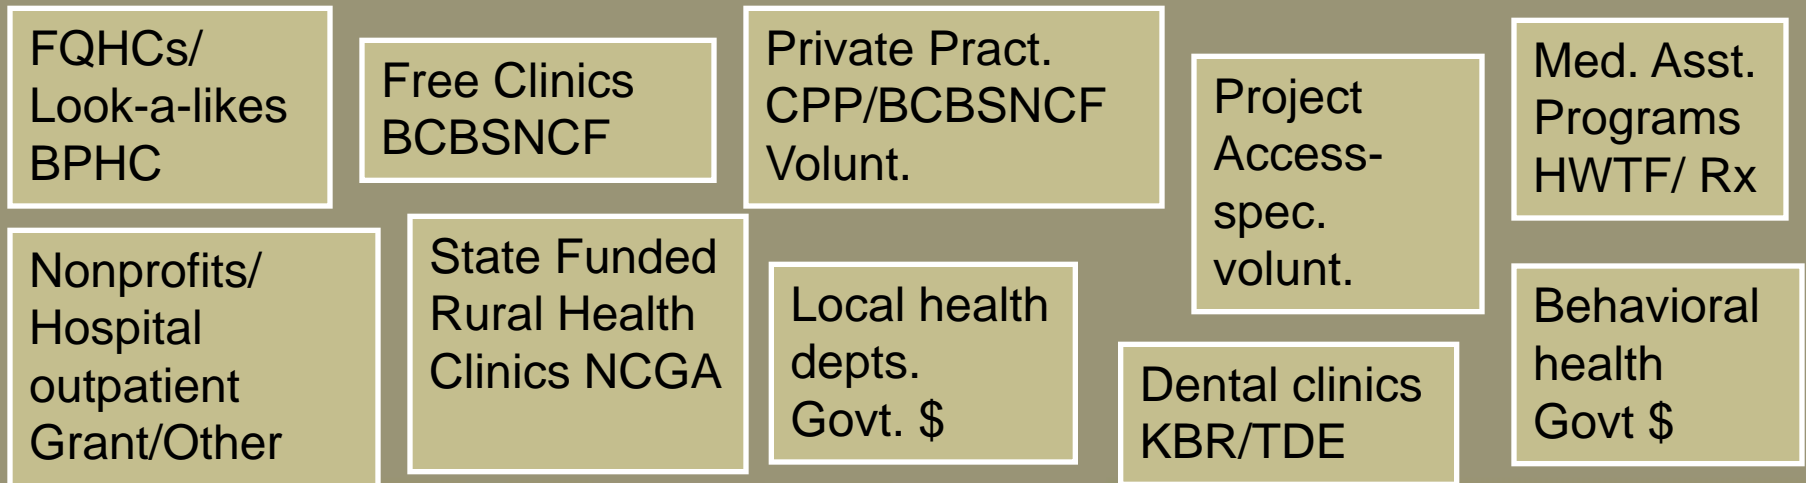 FQHCs/
Look-a-likes
BPHC
Free Clinics
BCBSNCF
Private Pract.
CPP/BCBSNCF
Volunt.
Project
Access-
spec.
volunt.
Med. Asst.
Programs
HWTF/ Rx
Nonprofits/
Hospital
outpatient
Grant/Other
State Funded
Rural Health
Clinics NCGA
Local health
depts.
Govt. $
Dental clinics
KBR/TDE
Behavioral
health
Govt $